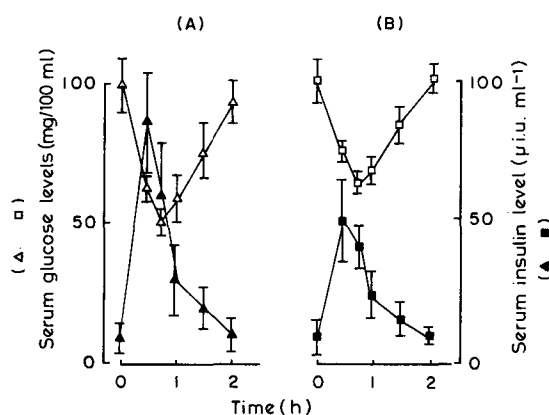 (A)
(B)
(△ □) Serum glucose levels (mg/100 ml)
100
50
0
100
50
0
Serum insulin level (μi.u. ml⁻¹) (▲ ■)
0 1 2
0 1 2
Time (h)